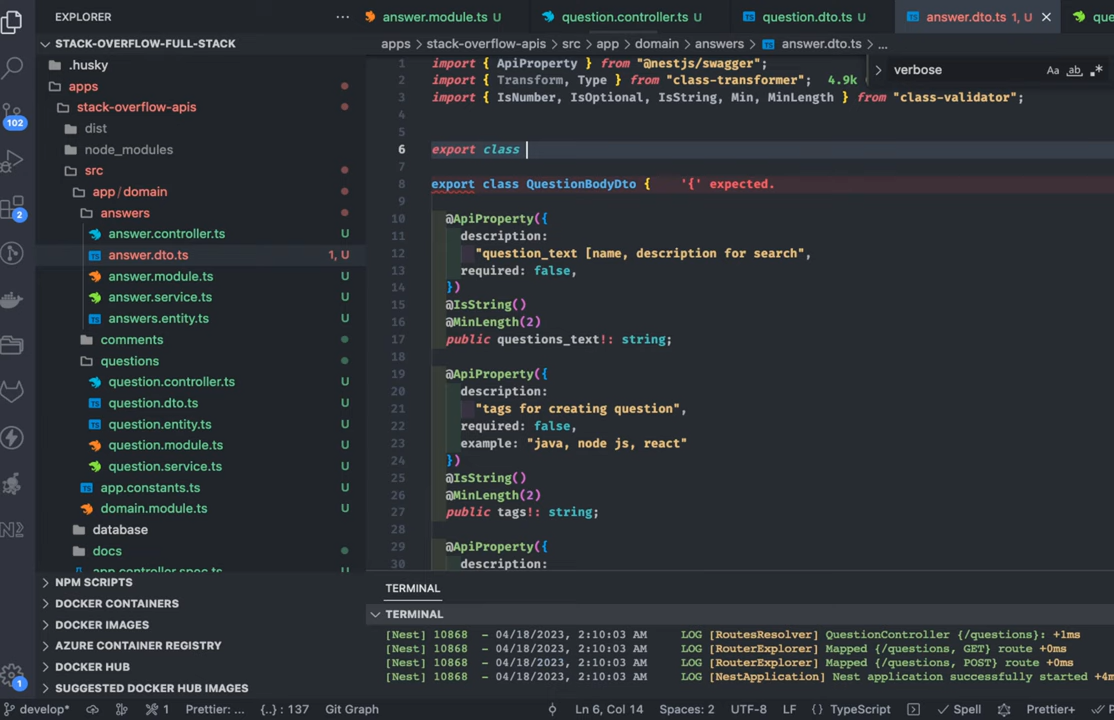 EXPLORER
answer.module.ts U
question.controller.ts U
question.dto.ts U
answer.dto.ts 1, U
STACK-OVERFLOW-FULL-STACK
apps > stack-overflow-apis > src > app > domain > answers > answer.dto.ts > ...
verbose
.husky
apps
stack-overflow-apis
dist
node_modules
src
app / domain
answers
answer.controller.ts U
answer.dto.ts 1, U
answer.module.ts U
answer.service.ts U
answers.entity.ts U
comments
questions
question.controller.ts U
question.dto.ts U
question.entity.ts U
question.module.ts U
question.service.ts U
app.constants.ts U
domain.module.ts U
database
docs
app.controller.spec.ts
NPM SCRIPTS
DOCKER CONTAINERS
DOCKER IMAGES
AZURE CONTAINER REGISTRY
DOCKER HUB
SUGGESTED DOCKER HUB IMAGES
102
2
1
1 import { ApiProperty } from "@nestjs/swagger";
2 import { Transform, Type } from "class-transformer"; 4.9k
3 import { IsNumber, IsOptional, IsString, Min, MinLength } from "class-validator";
4
5
6 export class
7
8 export class QuestionBodyDto { '{' expected.
9
10 @ApiProperty({
11 description:
12 "question_text [name, description for search",
13 required: false,
14 })
15 @IsString()
16 @MinLength(2)
17 public questions_text!: string;
18
19 @ApiProperty({
20 description:
21 "tags for creating question",
22 required: false,
23 example: "java, node js, react"
24 })
25 @IsString()
26 @MinLength(2)
27 public tags!: string;
28
29 @ApiProperty({
30 description:
TERMINAL
TERMINAL
[Nest] 10868 - 04/18/2023, 2:10:03 AM LOG [RoutesResolver] QuestionController {/questions}: +1ms
[Nest] 10868 - 04/18/2023, 2:10:03 AM LOG [RouterExplorer] Mapped {/questions, GET} route +0ms
[Nest] 10868 - 04/18/2023, 2:10:03 AM LOG [RouterExplorer] Mapped {/questions, POST} route +0ms
[Nest] 10868 - 04/18/2023, 2:10:03 AM LOG [NestApplication] Nest application successfully started
develop* 1 Prettier: ... {..} : 137 Git Graph Ln 6, Col 14 Spaces: 2 UTF-8 LF {} TypeScript Spell Prettier+